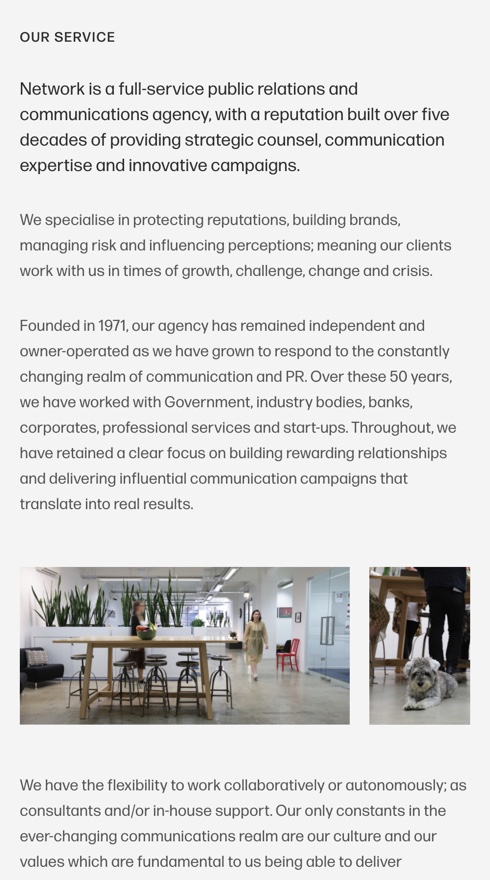 OUR SERVICE
Network is a full-service public relations and
communications agency, with a reputation built over five
decades of providing strategic counsel, communication
expertise and innovative campaigns.
We specialise in protecting reputations, building brands,
managing risk and influencing perceptions; meaning our clients
work with us in times of growth, challenge, change and crisis.
Founded in 1971, our agency has remained independent and
owner-operated as we have grown to respond to the constantly
changing realm of communication and PR. Over these 50 years,
we have worked with Government, industry bodies, banks,
corporates, professional services and start-ups. Throughout, we
have retained a clear focus on building rewarding relationships
and delivering influential communication campaigns that
translate into real results.
We have the flexibility to work collaboratively or autonomously; as
consultants and/or in-house support. Our only constants in the
ever-changing communications realm are our culture and our
values which are fundamental to us being able to deliver